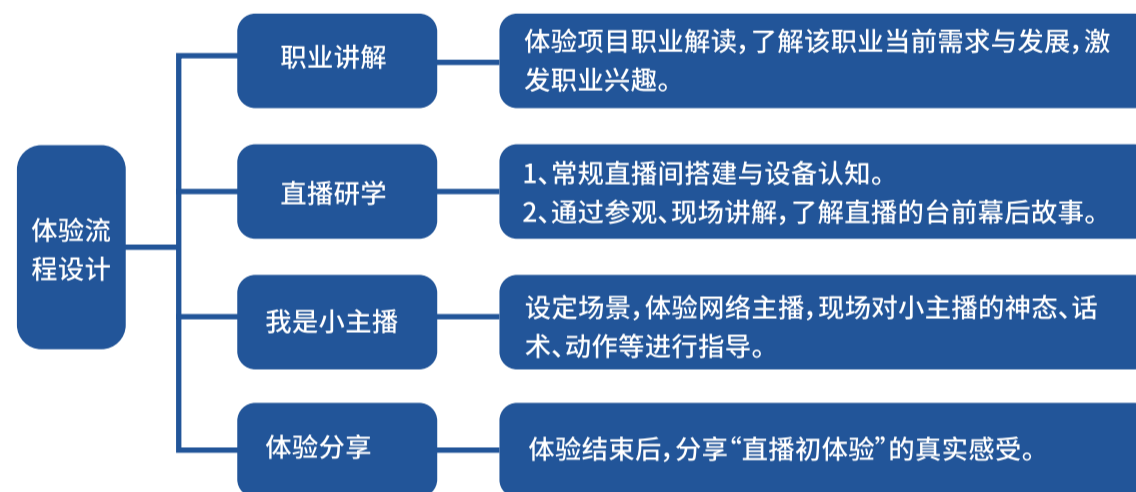 体验流
程设计
职业讲解
体验项目职业解读，了解该职业当前需求与发展，激
发职业兴趣。
直播研学
1、常规直播间搭建与设备认知。
2、通过参观、现场讲解，了解直播的台前幕后故事。
我是小主播
设定场景，体验网络主播，现场对小主播的神态、话
术、动作等进行指导。
体验分享
体验结束后，分享“直播初体验”的真实感受。